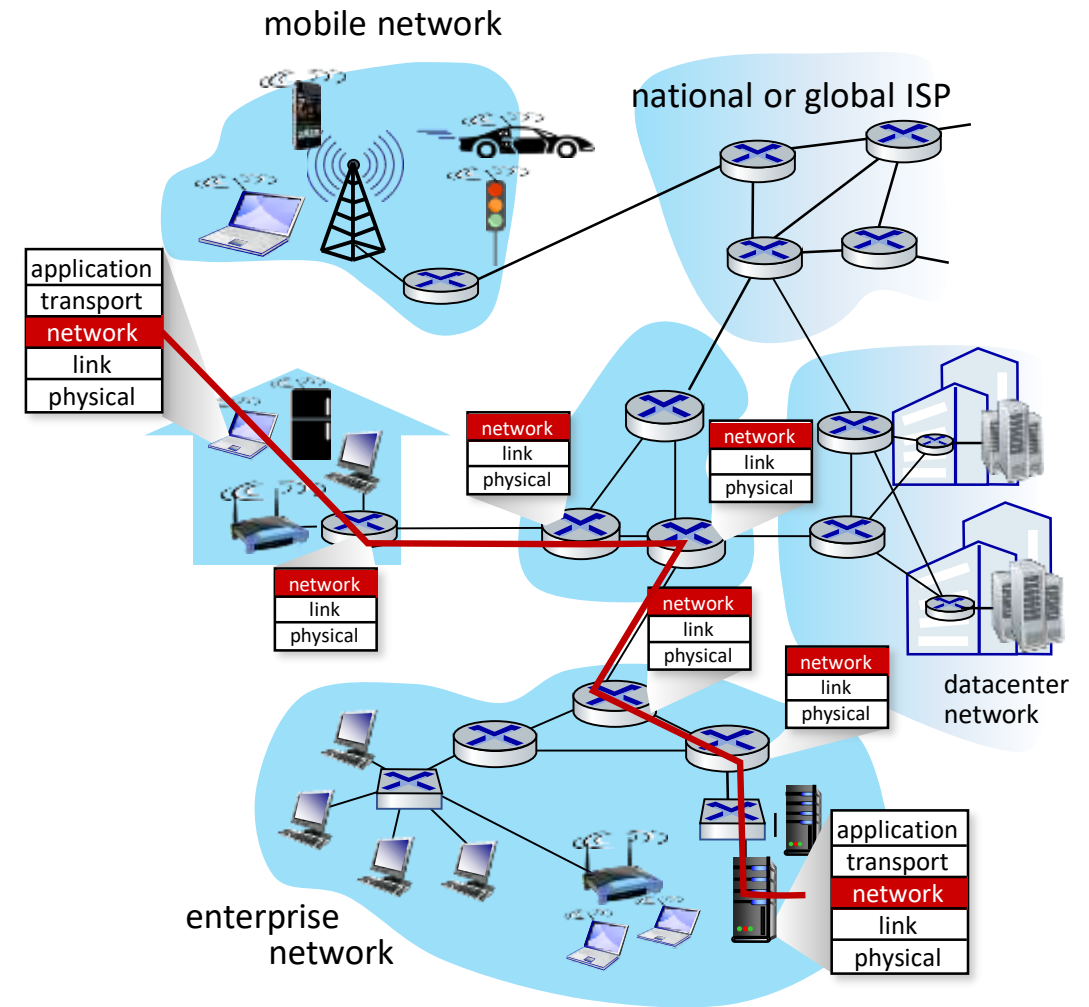 mobile network
national or global ISP
application
transport
network
link
physical
network
link
physical
network
link
physical
network
link
physical
network
link
physical
network
link
physical
datacenter
network
application
transport
network
link
physical
enterprise
network